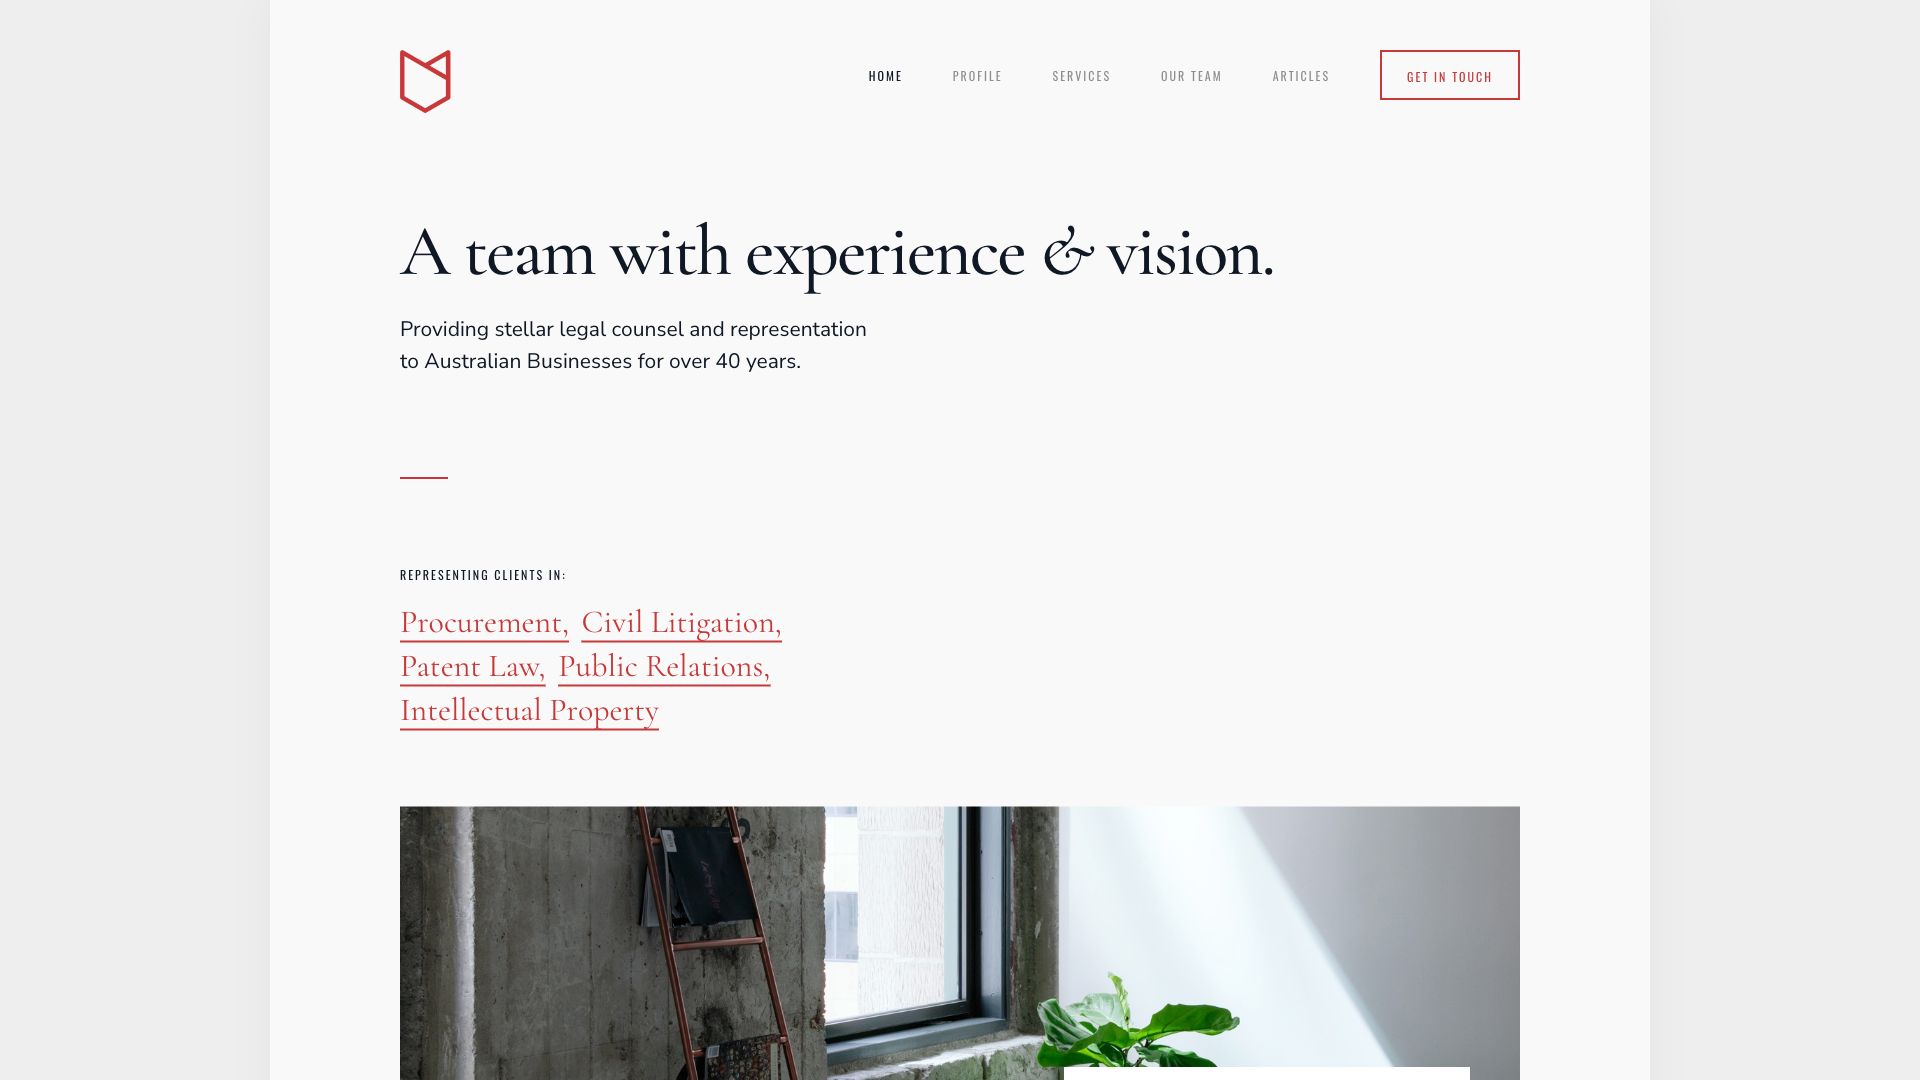 HOME PROFILE SERVICES OUR TEAM ARTICLES GET IN TOUCH
A team with experience & vision.
Providing stellar legal counsel and representation
to Australian Businesses for over 40 years.
REPRESENTING CLIENTS IN:
Procurement, Civil Litigation,
Patent Law, Public Relations,
Intellectual Property